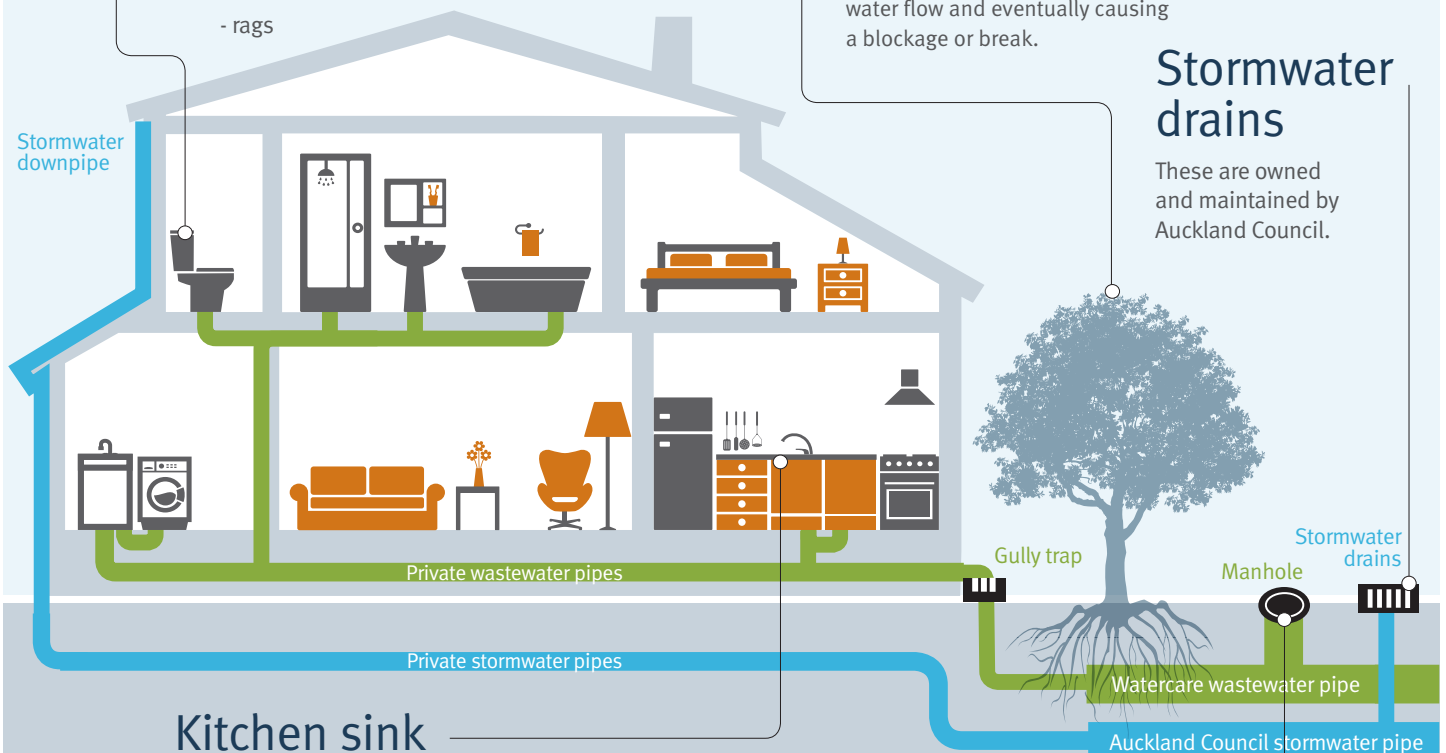 - rags
water flow and eventually causing
a blockage or break.
Stormwater
drains
These are owned
and maintained by
Auckland Council.
Stormwater
downpipe
Gully trap
Manhole
Stormwater
drains
Private wastewater pipes
Private stormwater pipes
Watercare wastewater pipe
Kitchen sink
Auckland Council stormwater pipe